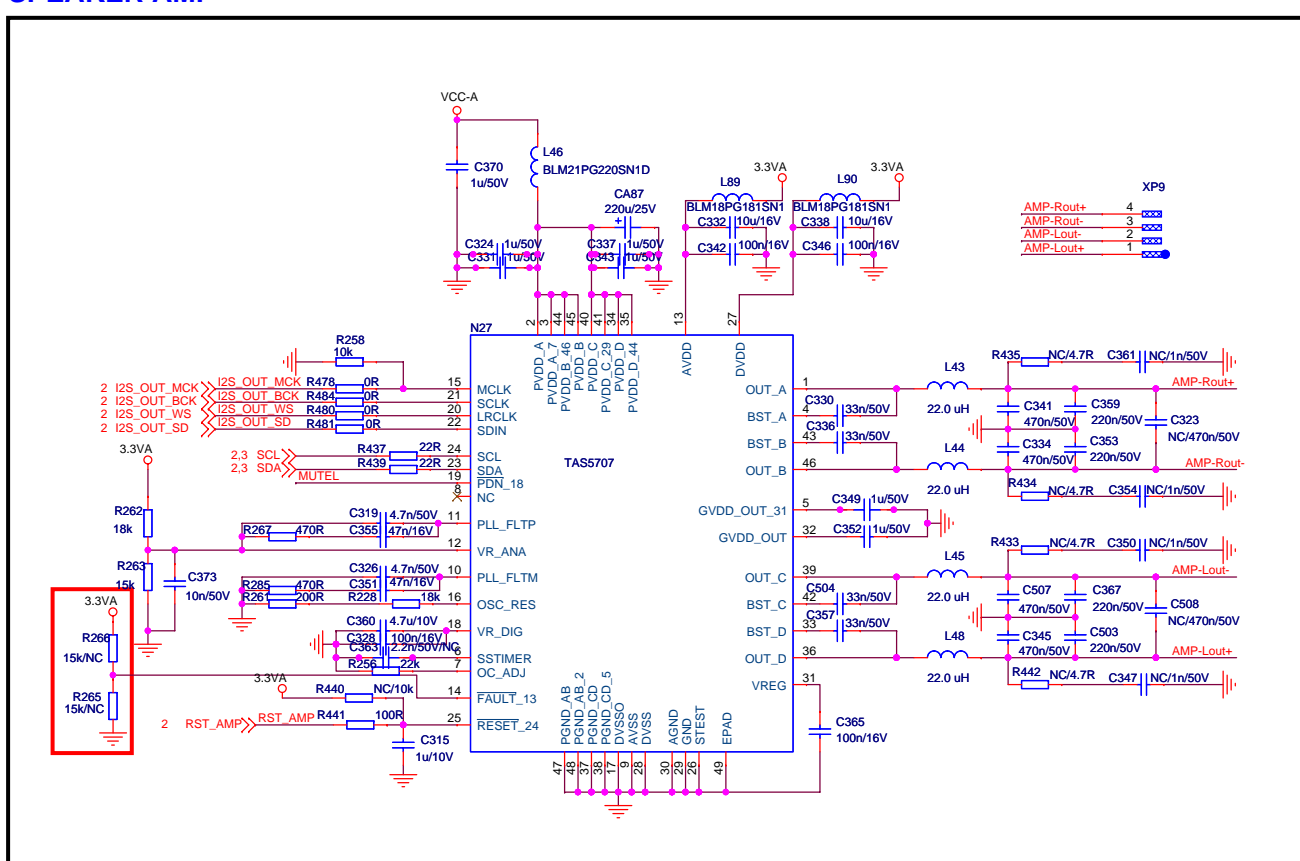 VCC-A
L46
BLM21PG220SN1D
C370
1u/50V
CA87
220u/25V
+
C324 1u/50V
C331 1u/50V
C337 1u/50V
C343 1u/50V
3.3VA
L89
BLM18PG181SN1
C332 10u/16V
C342 100n/16V
3.3VA
L90
BLM18PG181SN1
C338 10u/16V
C346 100n/16V
XP9
AMP-Rout+ 4
AMP-Rout- 3
AMP-Lout- 2
AMP-Lout+ 1
N27
2 3 44 45 40 41 34 35 13 27
PVDD_A
PVDD_A_7
PVDD_B_46
PVDD_B
PVDD_C
PVDD_C_29
PVDD_D
PVDD_D_44
AVDD
DVDD
R258
10k
2 I2S_OUT_MCK I2S_OUT_MCK R478 0R 15 MCLK
2 I2S_OUT_BCK I2S_OUT_BCK R484 0R 21 SCLK
2 I2S_OUT_WS I2S_OUT_WS R480 0R 20 LRCLK
2 I2S_OUT_SD I2S_OUT_SD R481 0R 22 SDIN
2,3 SCL R437 22R 24 SCL
2,3 SDA R439 22R 23 SDA
MUTEL 19 PDN_18
8 NC
TAS5707
3.3VA
R262
18k
R263
15k
C373
10n/50V
C319 4.7n/50V 11 PLL_FLTP
R267 470R C355 47n/16V
12 VR_ANA
C326 4.7n/50V 10 PLL_FLTM
R285 470R C351 47n/16V
R261 200R R228 18k 16 OSC_RES
C360 4.7u/10V 18 VR_DIG
C328 100n/16V
C363 2.2n/50V/NC 6 SSTIMER
R256 22k 7 OC_ADJ
3.3VA
R266
15k/NC
R265
15k/NC
14 FAULT_13
3.3VA
R440 NC/10k
2 RST_AMP RST_AMP R441 100R 25 RESET_24
C315
1u/10V
OUT_A 1
BST_A 4
BST_B 43
OUT_B 46
GVDD_OUT_31 5
GVDD_OUT 32
OUT_C 39
BST_C 42
BST_D 33
OUT_D 36
VREG 31
C330 33n/50V
C336 33n/50V
C349 1u/50V
C352 1u/50V
C504 33n/50V
C357 33n/50V
C365
100n/16V
L43
22.0 uH
L44
22.0 uH
L45
22.0 uH
L48
22.0 uH
R435 NC/4.7R C361 NC/1n/50V
AMP-Rout+
C341
470n/50V
C359
220n/50V
C323
NC/470n/50V
C334
470n/50V
C353
220n/50V
AMP-Rout-
R434 NC/4.7R C354 NC/1n/50V
R433 NC/4.7R C350 NC/1n/50V
AMP-Lout-
C507
470n/50V
C367
220n/50V
C508
NC/470n/50V
C345
470n/50V
C503
220n/50V
AMP-Lout+
R442 NC/4.7R C347 NC/1n/50V
PGND_AB
PGND_AB_2
PGND_CD
PGND_CD_5
DVSSO
AVSS
DVSS
AGND
GND
STEST
EPAD
47 48 37 38 17 9 28 30 29 26 49